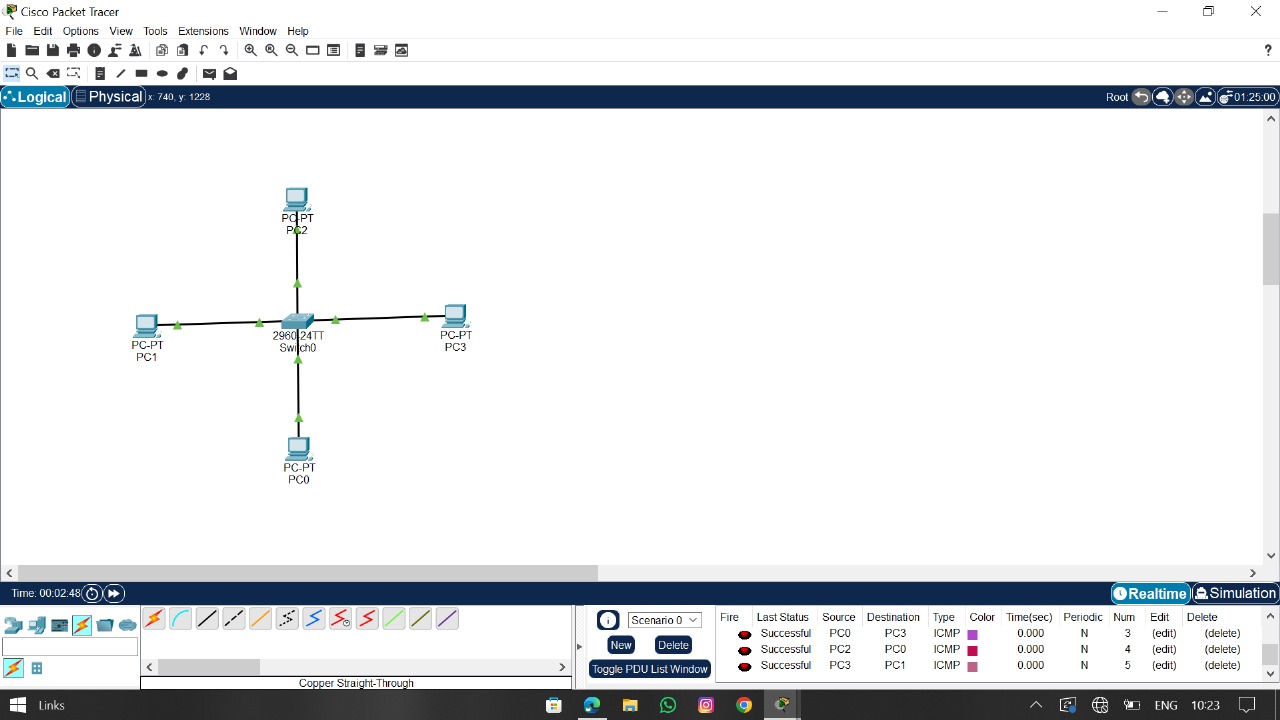 Cisco Packet Tracer
File Edit Options View Tools Extensions Window Help
?
Logical Physical x: 740, y: 1228 Root 01:25:00
PC-PT
PC2
PC-PT
PC1
2960-24TT
Switch0
PC-PT
PC3
PC-PT
PC0
Time: 00:02:48 Realtime Simulation
Scenario 0
New Delete
Toggle PDU List Window
Copper Straight-Through
Fire Last Status Source Destination Type Color Time(sec) Periodic Num Edit Delete
Successful PC0 PC3 ICMP 0.000 N 3 (edit) (delete)
Successful PC2 PC0 ICMP 0.000 N 4 (edit) (delete)
Successful PC3 PC1 ICMP 0.000 N 5 (edit) (delete)
Links ENG 10:23